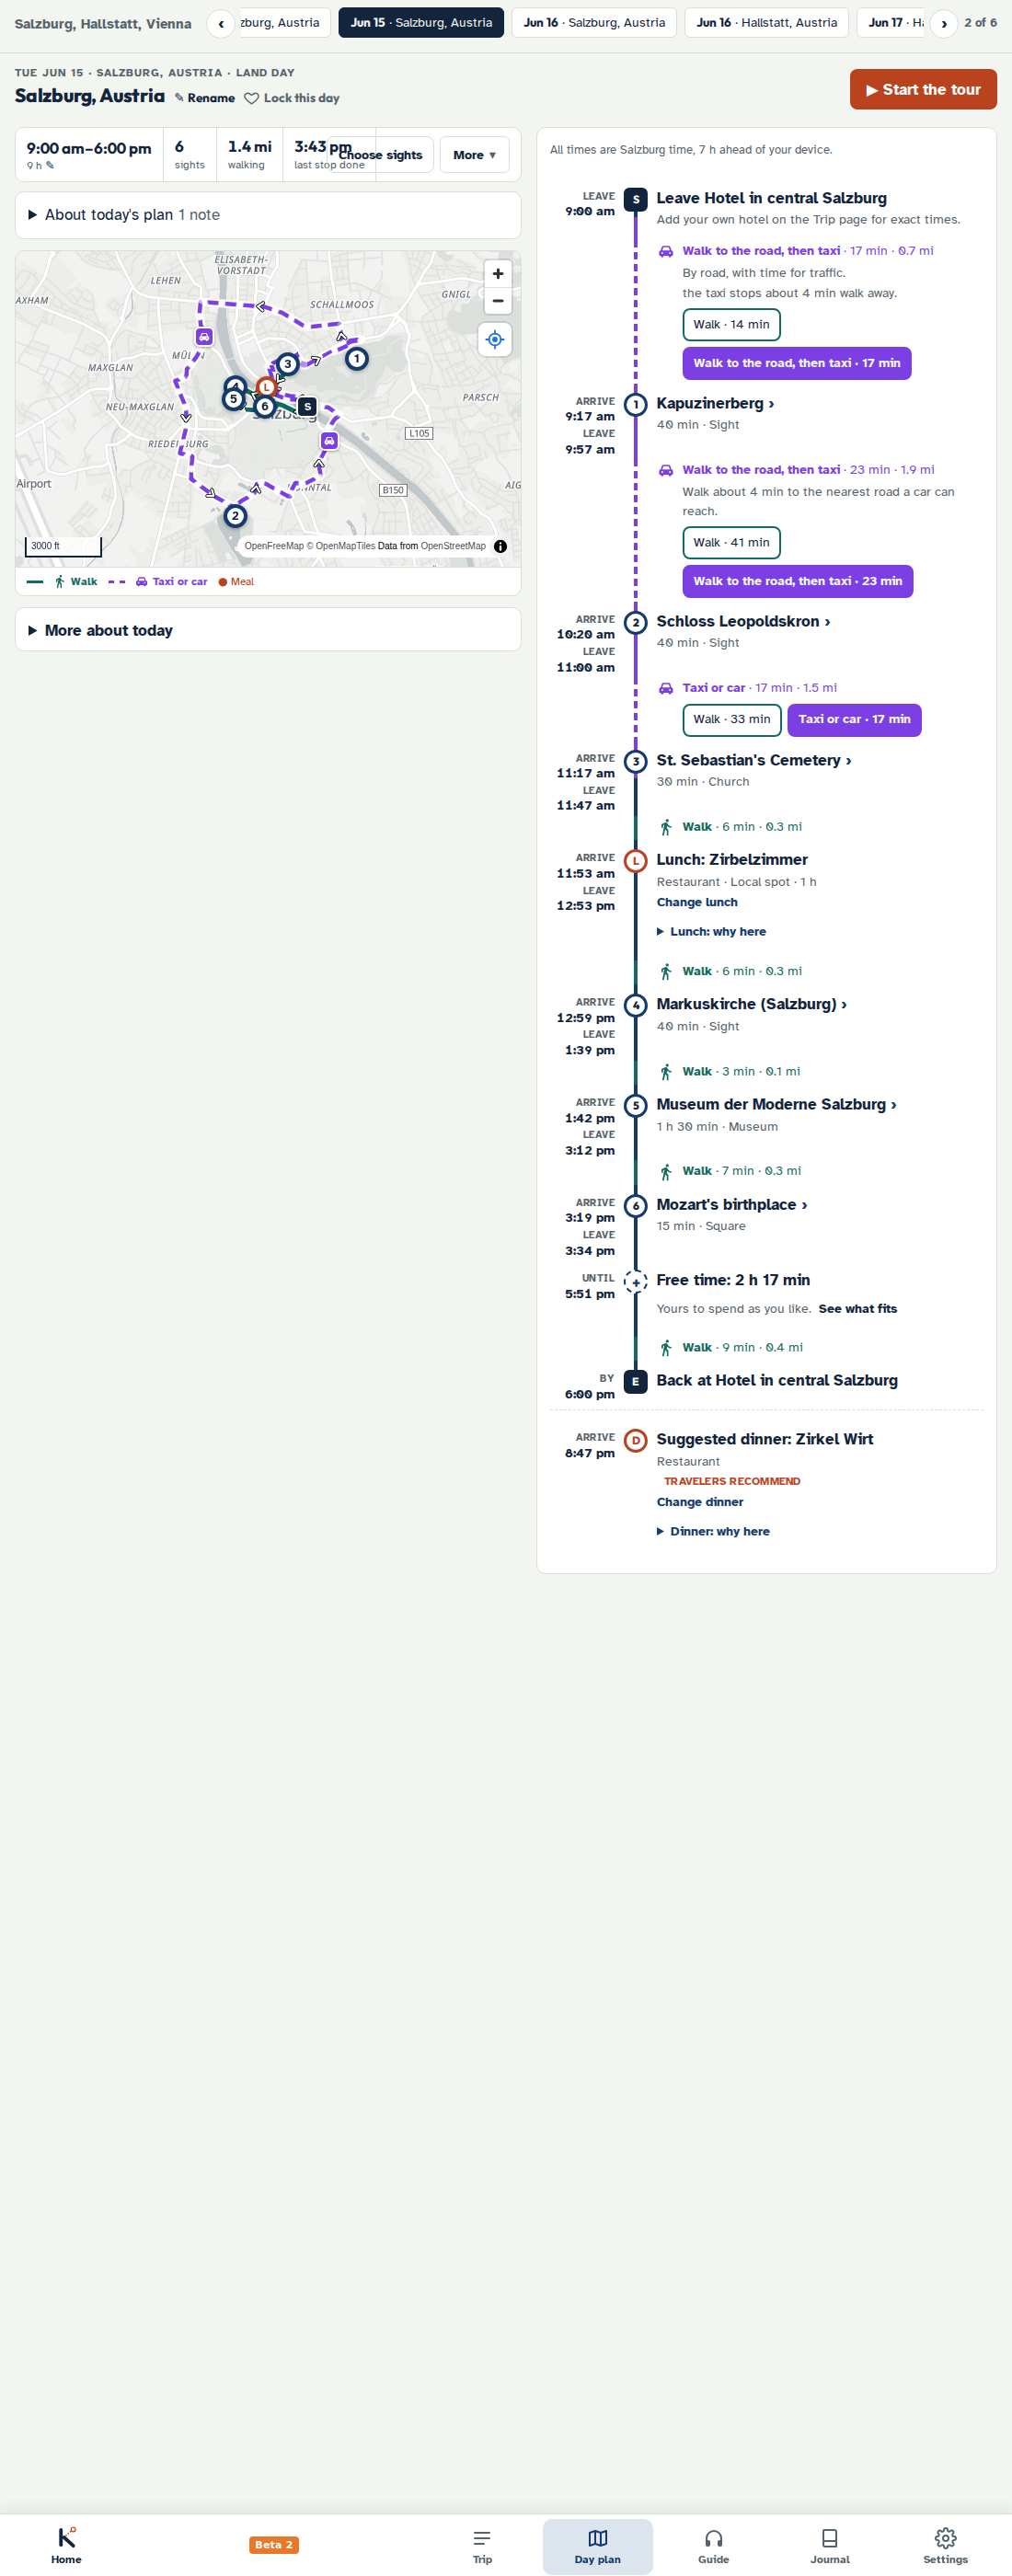 Salzburg, Hallstatt, Vienna
‹
zburg, Austria
Jun 15 · Salzburg, Austria
Jun 16 · Salzburg, Austria
Jun 16 · Hallstatt, Austria
Jun 17 · Ha
›
2 of 6
TUE JUN 15 · SALZBURG, AUSTRIA · LAND DAY
Salzburg, Austria
✎ Rename
Lock this day
▶ Start the tour
9:00 am–6:00 pm
9 h ✎
6
sights
1.4 mi
walking
3:43 pm
last stop done
Choose sights
More ▾
▶ About today's plan 1 note
ELISABETH-
VORSTADT
LEHEN
AXHAM
SCHALLMOOS
GNIGL
MAXGLAN
NEU-MAXGLAN
PARSCH
L105
Airport
B150
AIG
1
3
L
5
6
S
2
+
−
3000 ft
OpenFreeMap © OpenMapTiles Data from OpenStreetMap
Walk
Taxi or car
Meal
▶ More about today
All times are Salzburg time, 7 h ahead of your device.
LEAVE
9:00 am
S
Leave Hotel in central Salzburg
Add your own hotel on the Trip page for exact times.
Walk to the road, then taxi · 17 min · 0.7 mi
By road, with time for traffic.
the taxi stops about 4 min walk away.
Walk · 14 min
Walk to the road, then taxi · 17 min
ARRIVE
9:17 am
LEAVE
9:57 am
1
Kapuzinerberg ›
40 min · Sight
Walk to the road, then taxi · 23 min · 1.9 mi
Walk about 4 min to the nearest road a car can
reach.
Walk · 41 min
Walk to the road, then taxi · 23 min
ARRIVE
10:20 am
LEAVE
11:00 am
2
Schloss Leopoldskron ›
40 min · Sight
Taxi or car · 17 min · 1.5 mi
Walk · 33 min
Taxi or car · 17 min
ARRIVE
11:17 am
LEAVE
11:47 am
3
St. Sebastian's Cemetery ›
30 min · Church
Walk · 6 min · 0.3 mi
ARRIVE
11:53 am
LEAVE
12:53 pm
L
Lunch: Zirbelzimmer
Restaurant · Local spot · 1 h
Change lunch
▶ Lunch: why here
Walk · 6 min · 0.3 mi
ARRIVE
12:59 pm
LEAVE
1:39 pm
4
Markuskirche (Salzburg) ›
40 min · Sight
Walk · 3 min · 0.1 mi
ARRIVE
1:42 pm
LEAVE
3:12 pm
5
Museum der Moderne Salzburg ›
1 h 30 min · Museum
Walk · 7 min · 0.3 mi
ARRIVE
3:19 pm
LEAVE
3:34 pm
6
Mozart's birthplace ›
15 min · Square
UNTIL
5:51 pm
+
Free time: 2 h 17 min
Yours to spend as you like. See what fits
Walk · 9 min · 0.4 mi
BY
6:00 pm
E
Back at Hotel in central Salzburg
ARRIVE
8:47 pm
D
Suggested dinner: Zirkel Wirt
Restaurant
TRAVELERS RECOMMEND
Change dinner
▶ Dinner: why here
Home
Beta 2
Trip
Day plan
Guide
Journal
Settings